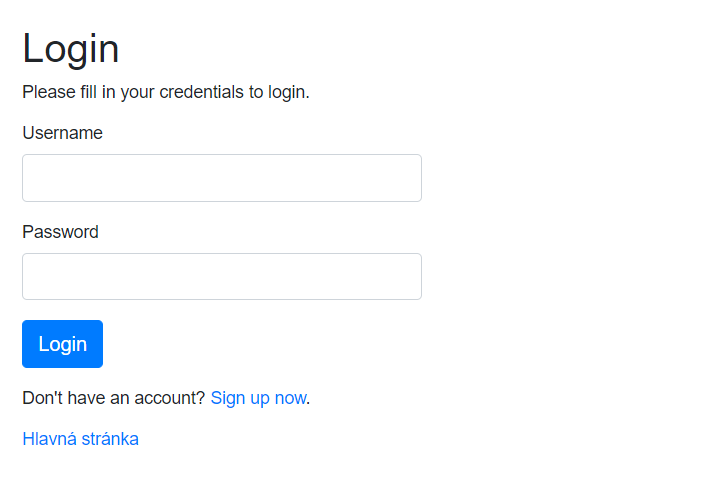 Login
Please fill in your credentials to login.
Username
Password
Login
Don't have an account? Sign up now.
Hlavná stránka